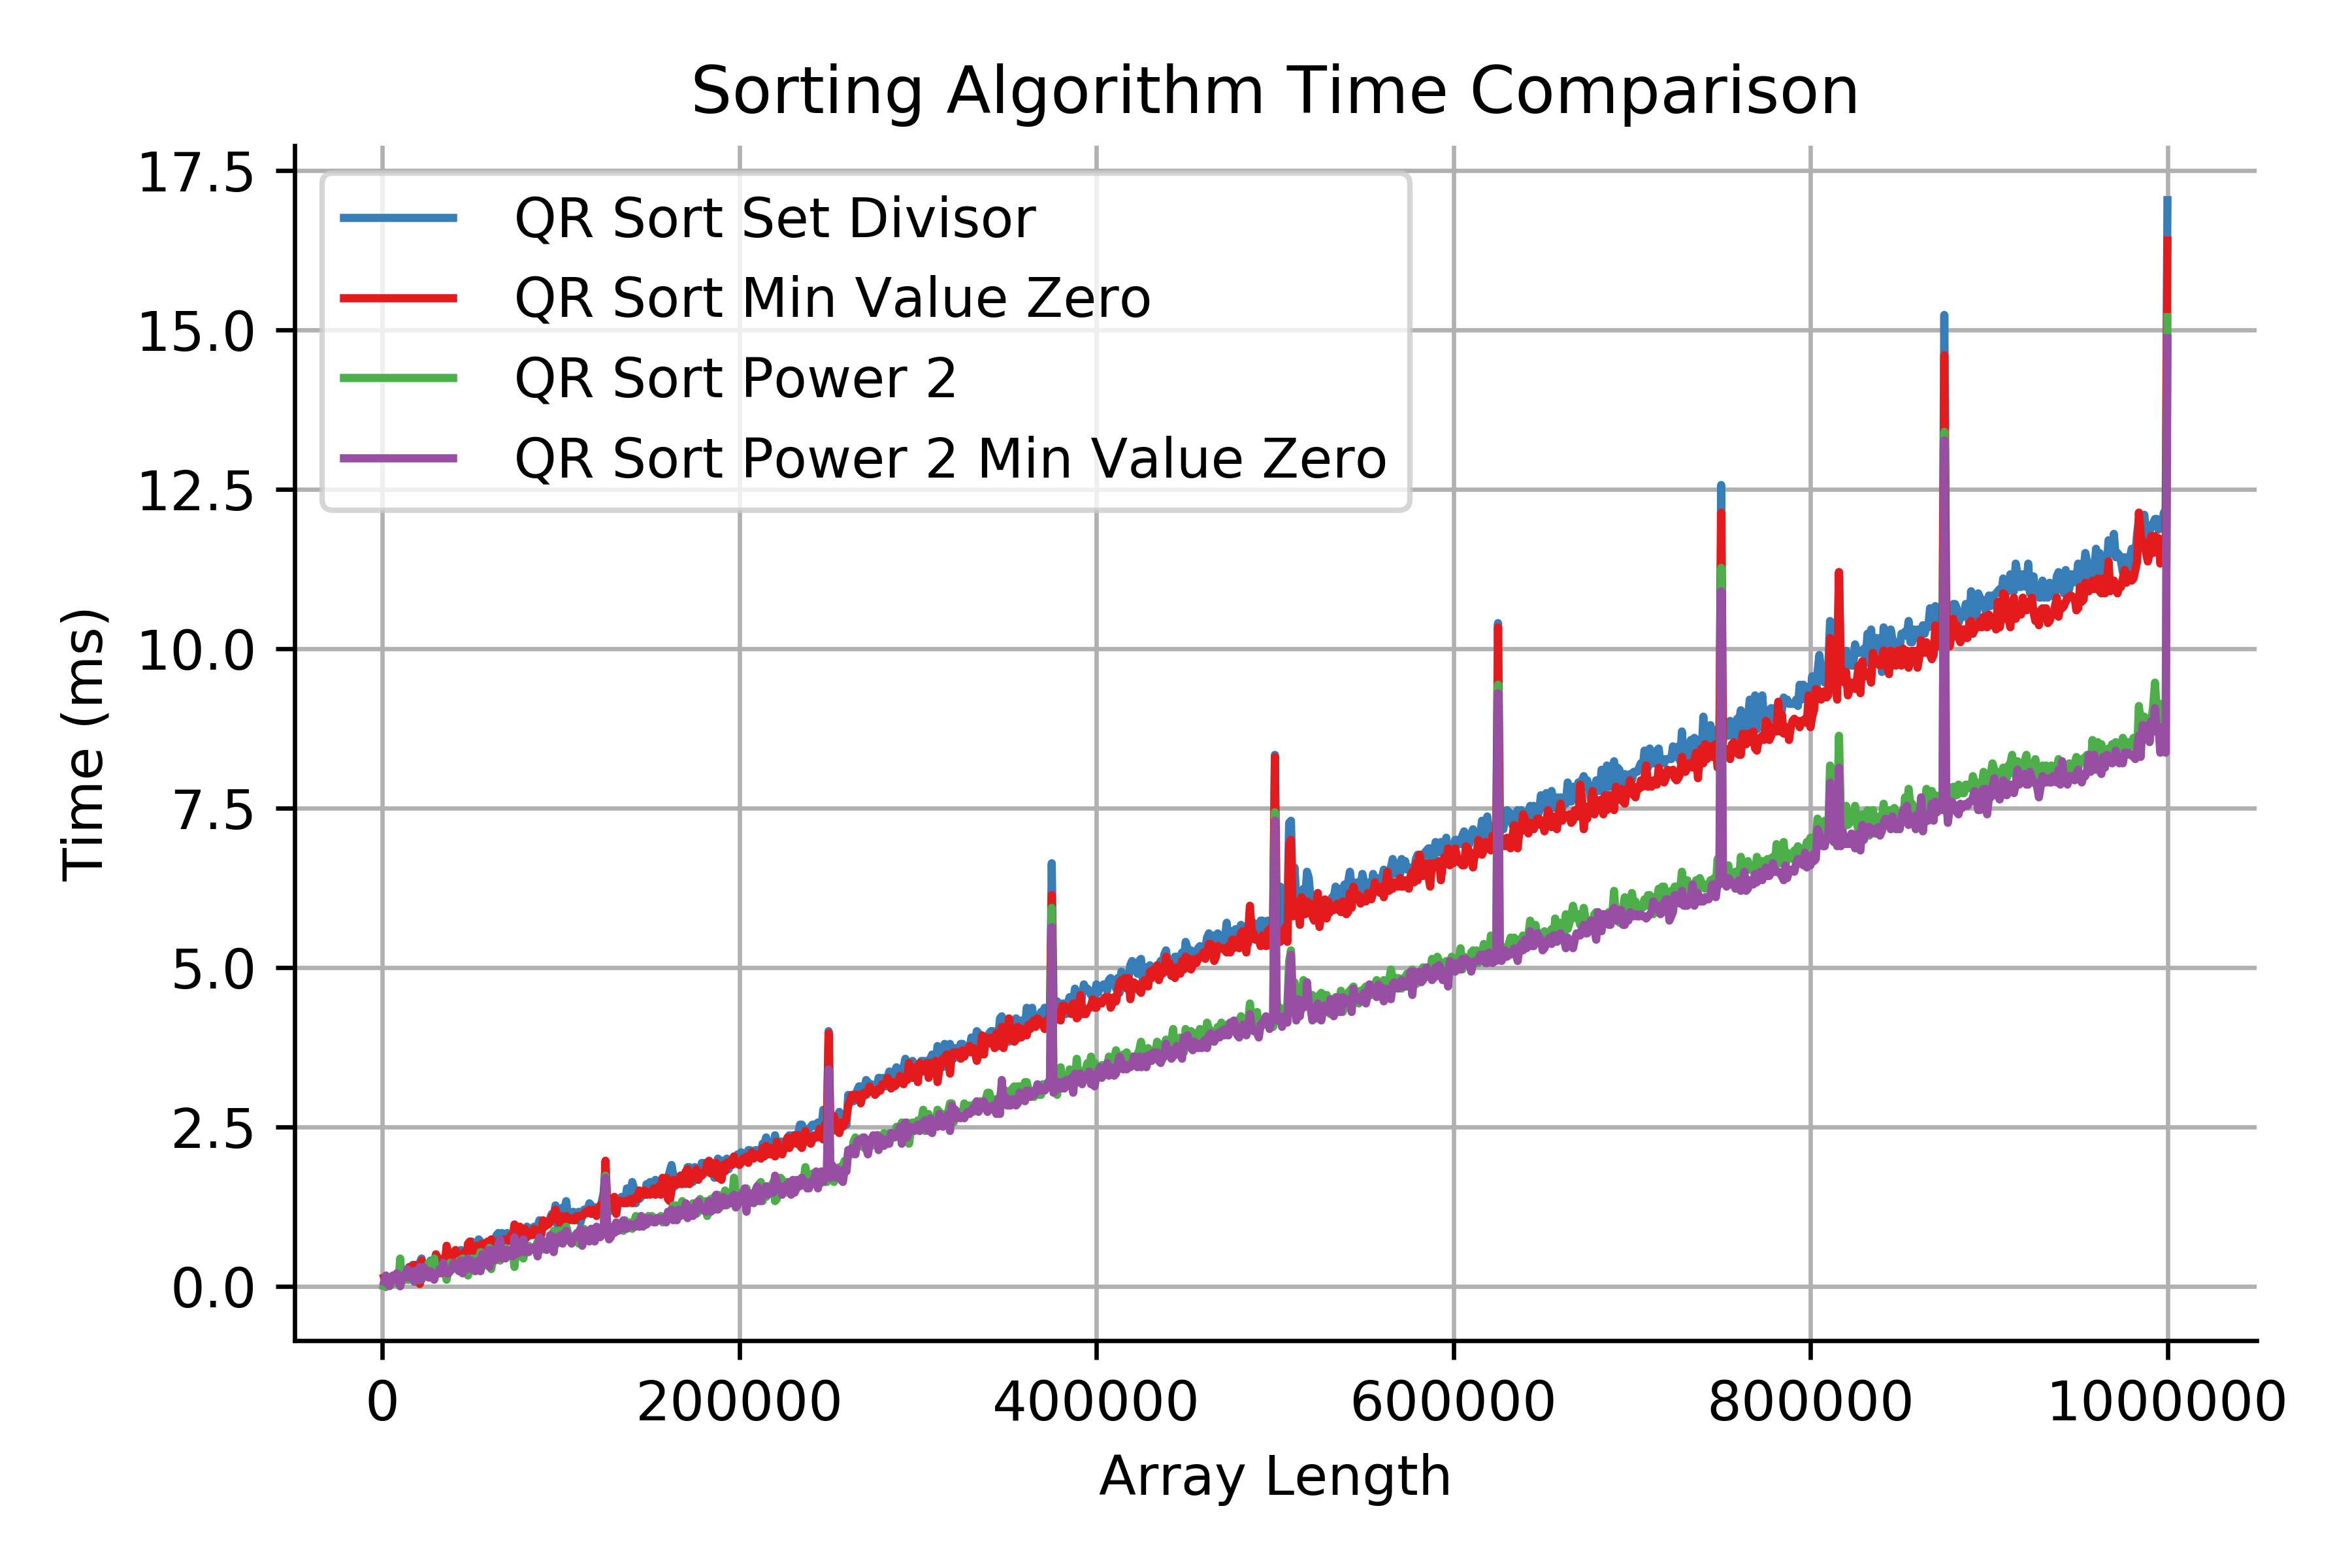 Sorting Algorithm Time Comparison
17.5
15.0
12.5
10.0
7.5
5.0
2.5
0.0
Time (ms)
QR Sort Set Divisor
QR Sort Min Value Zero
QR Sort Power 2
QR Sort Power 2 Min Value Zero
0 200000 400000 600000 800000 1000000
Array Length